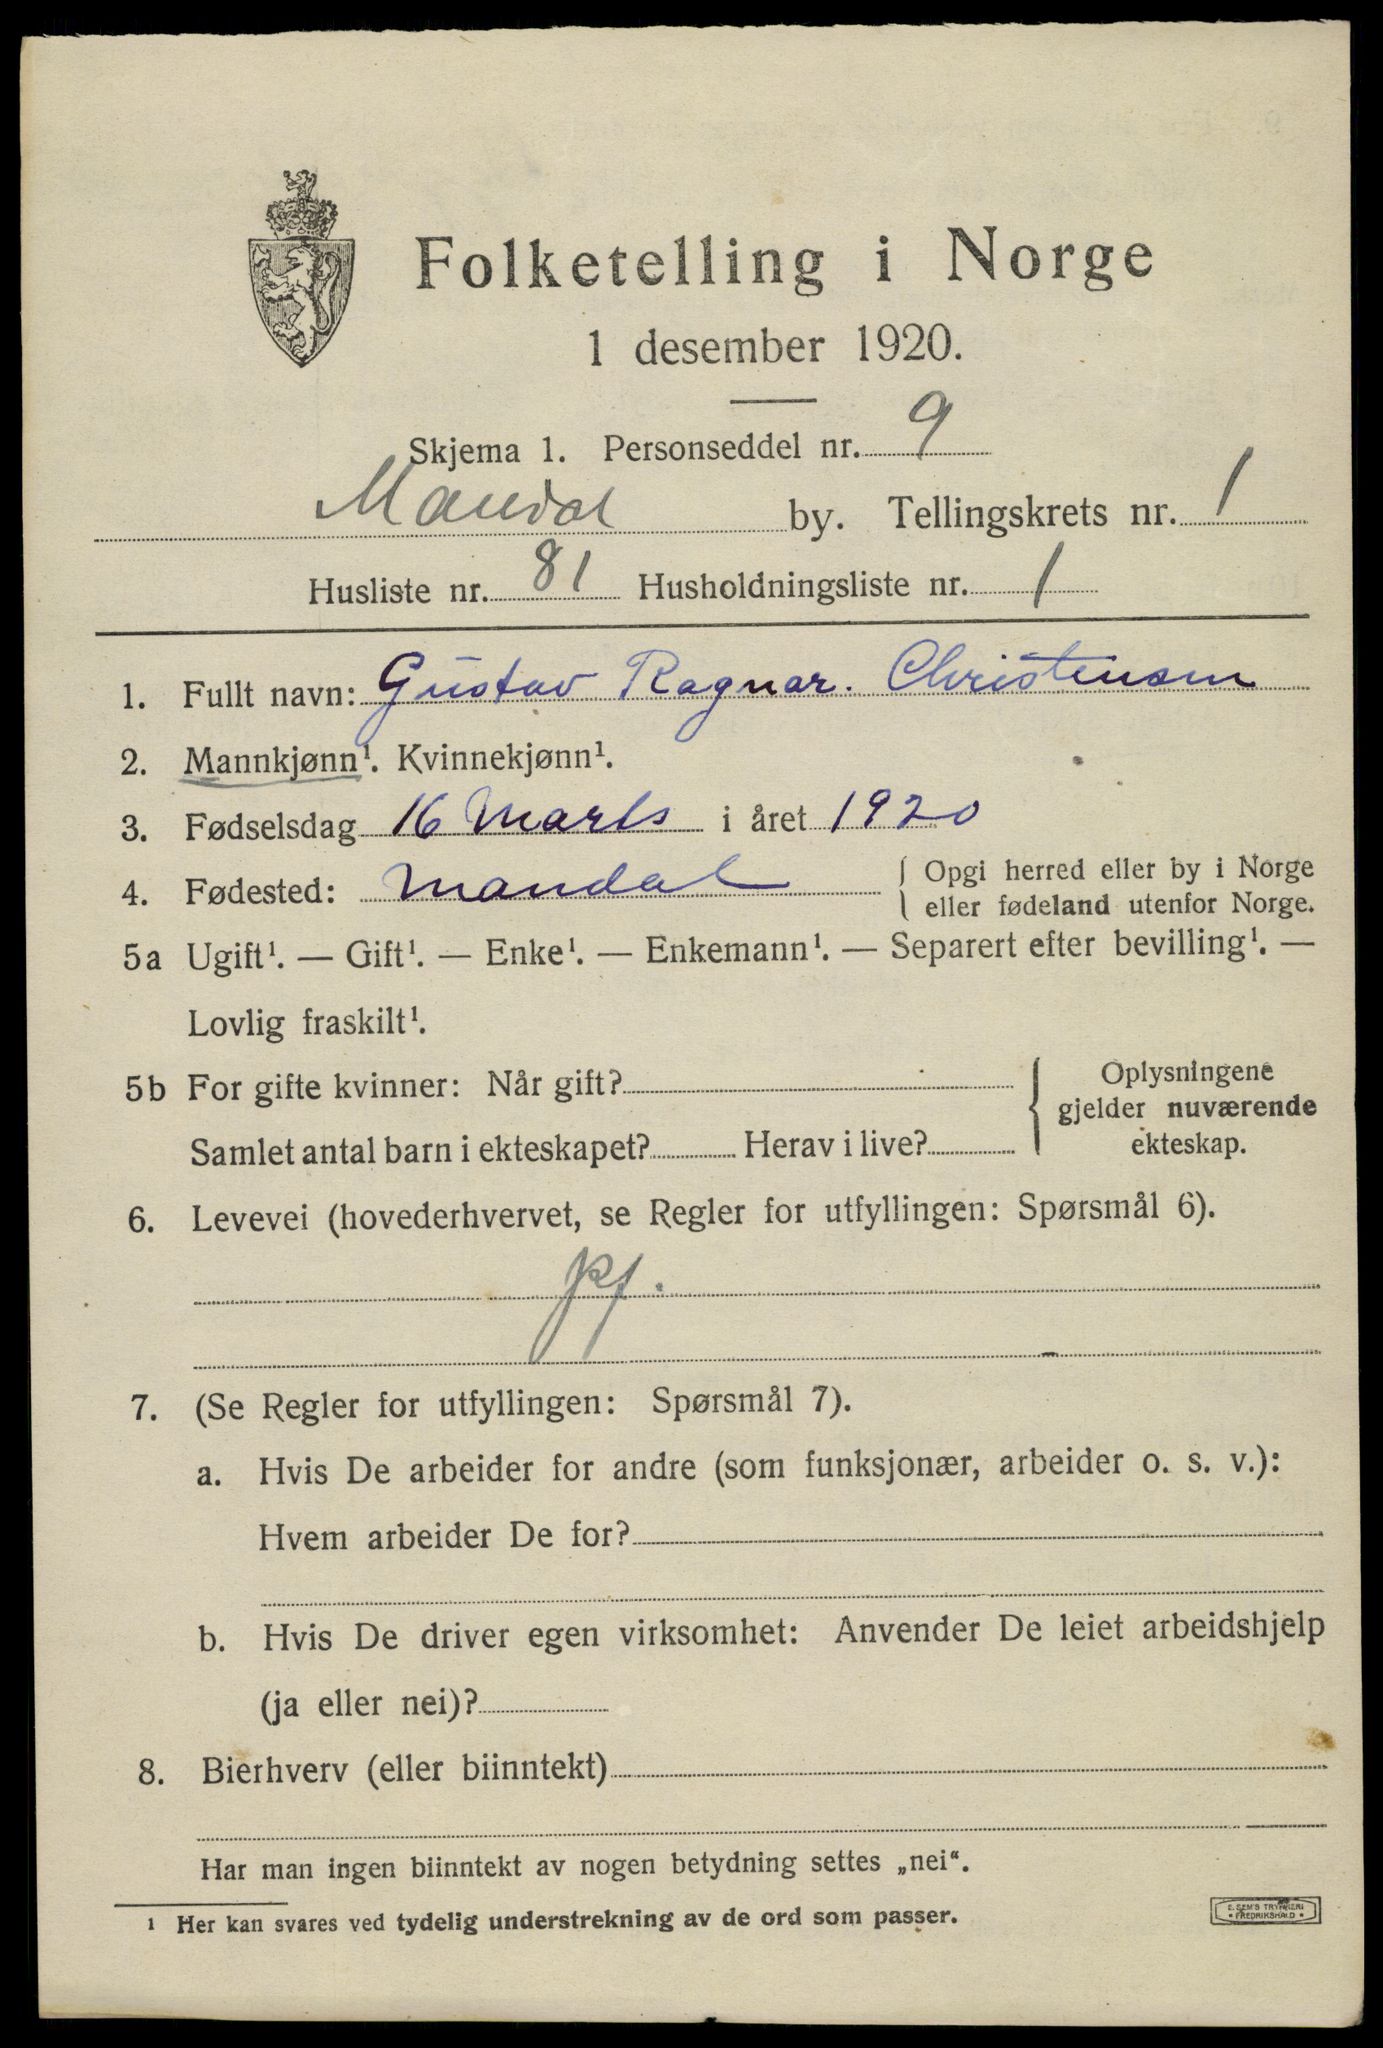 Folketelling i Norge
1 desember 1920.
Skjema 1. Personseddel nr. 9
Mandal by. Tellingskrets nr. 1
Husliste nr. 81 Husholdningsliste nr. 1
1. Fullt navn: Gustav Ragnar. Christensen
2. Mannkjønn¹. Kvinnekjønn¹.
3. Fødselsdag 16 Marts i året 1920
4. Fødested: Mandal { Opgi herred eller by i Norge
eller fødeland utenfor Norge.
5a Ugift¹. — Gift¹. — Enke¹. — Enkemann¹. — Separert efter bevilling¹. —
Lovlig fraskilt¹.
5b For gifte kvinner: Når gift? { Oplysningene
gjelder nuværende
Samlet antal barn i ekteskapet? Herav i live? ekteskap.
6. Levevei (hovederhvervet, se Regler for utfyllingen: Spørsmål 6).
7. (Se Regler for utfyllingen: Spørsmål 7).
a. Hvis De arbeider for andre (som funksjonær, arbeider o. s. v.):
Hvem arbeider De for?
b. Hvis De driver egen virksomhet: Anvender De leiet arbeidshjelp
(ja eller nei)?
8. Bierhverv (eller biinntekt)
Har man ingen biinntekt av nogen betydning settes „nei“.
¹ Her kan svares ved tydelig understrekning av de ord som passer.
E. SEM'S TRYKKERI
FREDRIKSHALD